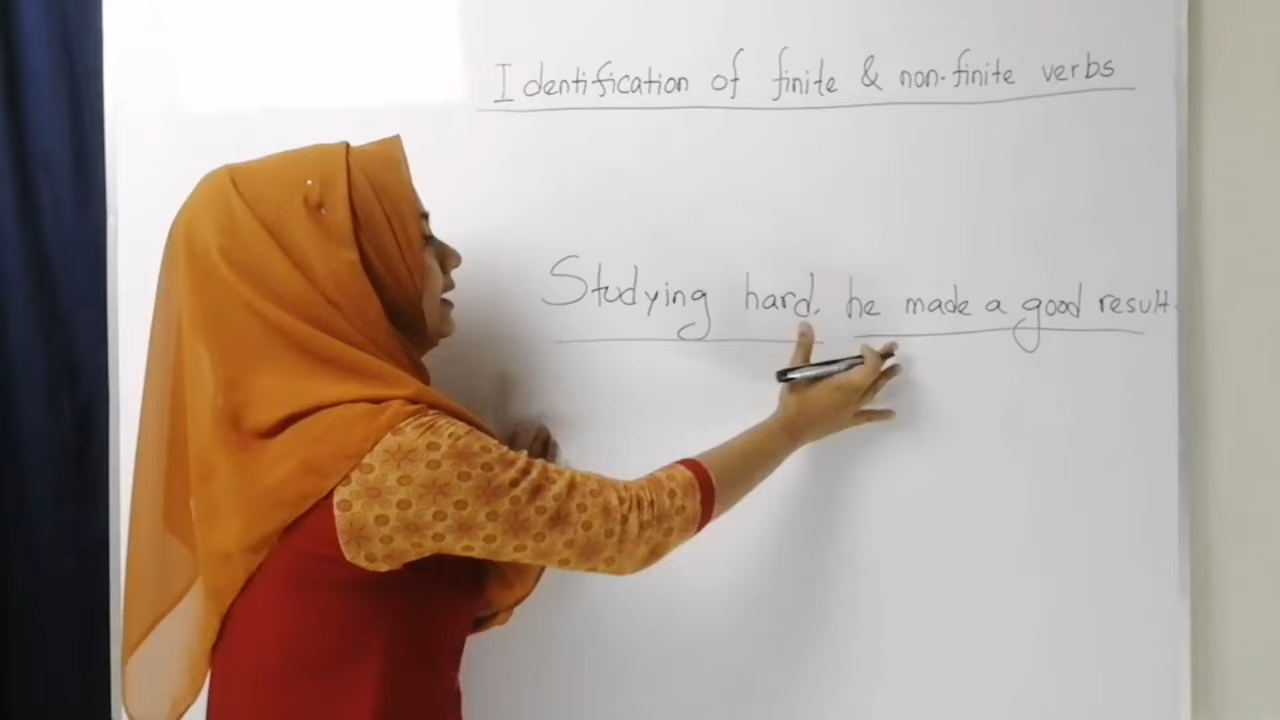 Identification of finite & non-finite verbs
Studying hard, he made a good result.